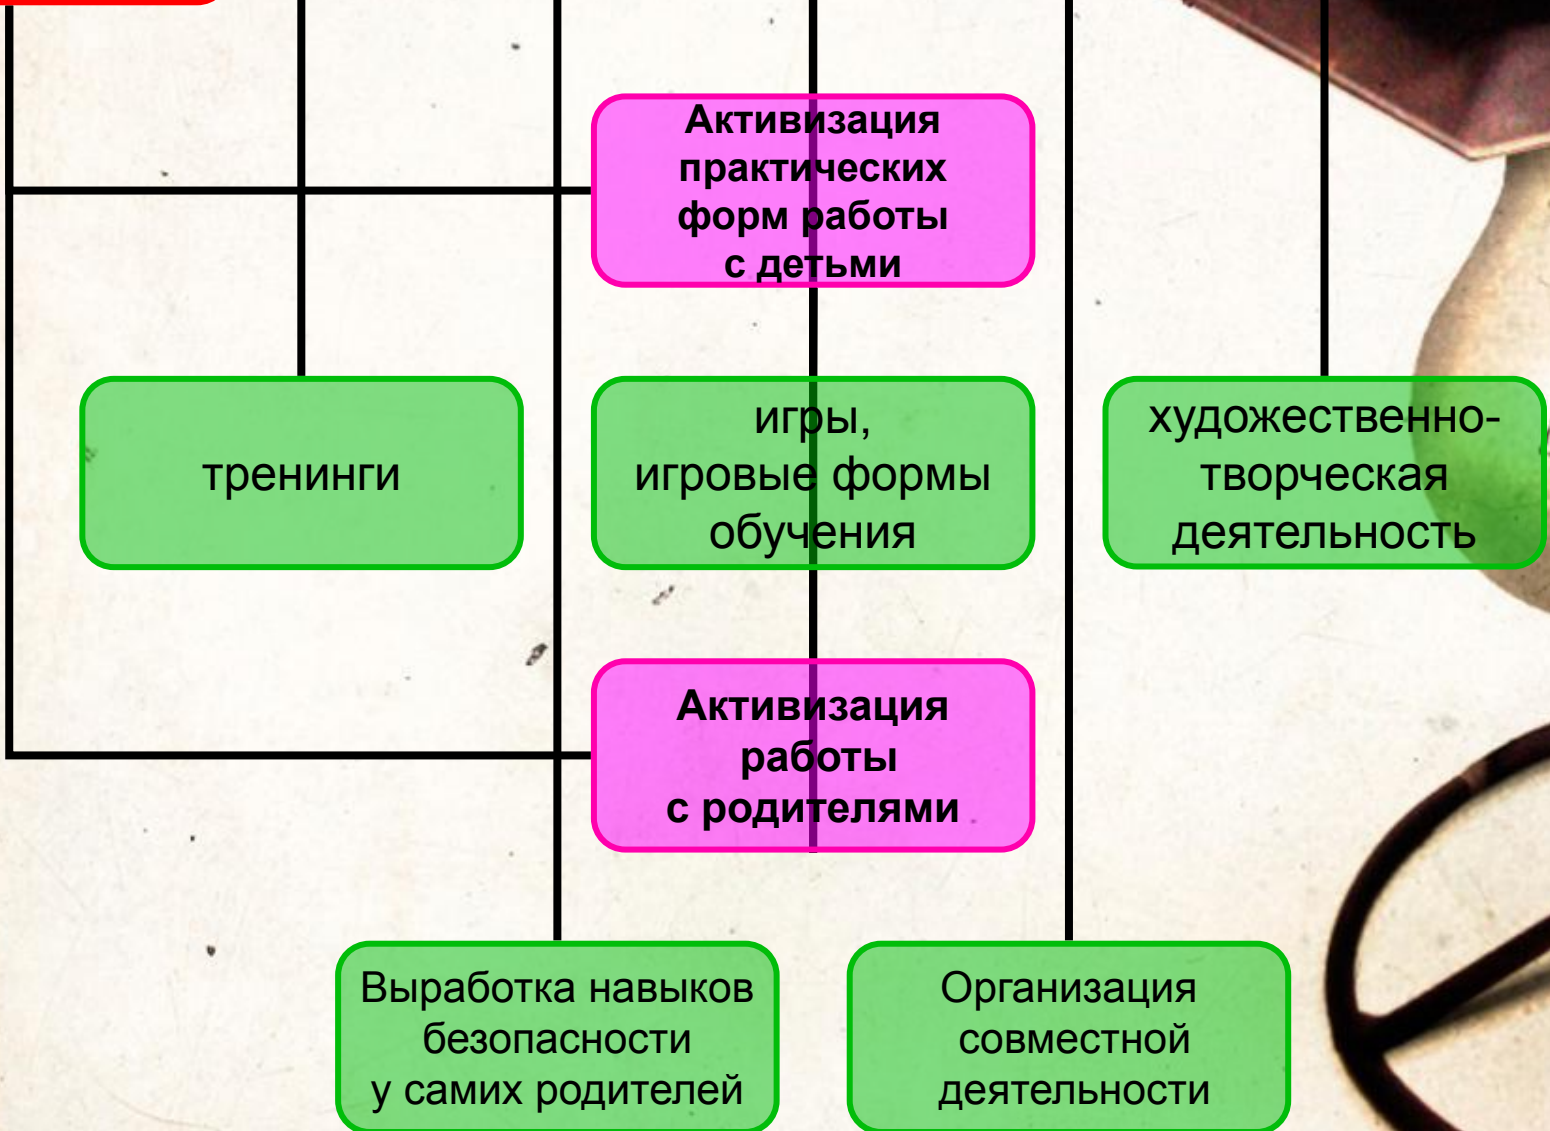 Активизация
практических
форм работы
с детьми
тренинги
игры,
игровые формы
обучения
художественно-
творческая
деятельность
Активизация
работы
с родителями
Выработка навыков
безопасности
у самих родителей
Организация
совместной
деятельности